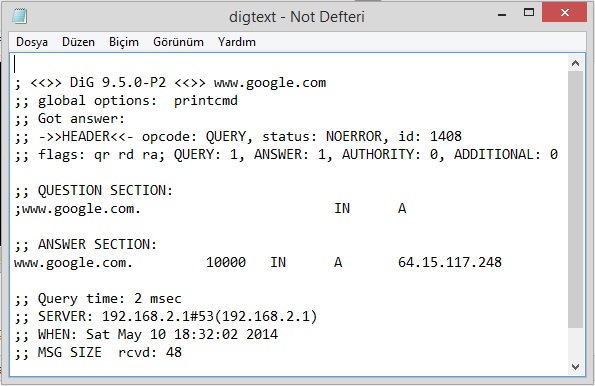 digtext - Not Defteri
Dosya Düzen Biçim Görünüm Yardım
; <<>> DiG 9.5.0-P2 <<>> www.google.com
;; global options:  printcmd
;; Got answer:
;; ->>HEADER<<- opcode: QUERY, status: NOERROR, id: 1408
;; flags: qr rd ra; QUERY: 1, ANSWER: 1, AUTHORITY: 0, ADDITIONAL: 0
;; QUESTION SECTION:
;www.google.com. IN A
;; ANSWER SECTION:
www.google.com. 10000 IN A 64.15.117.248
;; Query time: 2 msec
;; SERVER: 192.168.2.1#53(192.168.2.1)
;; WHEN: Sat May 10 18:32:02 2014
;; MSG SIZE  rcvd: 48